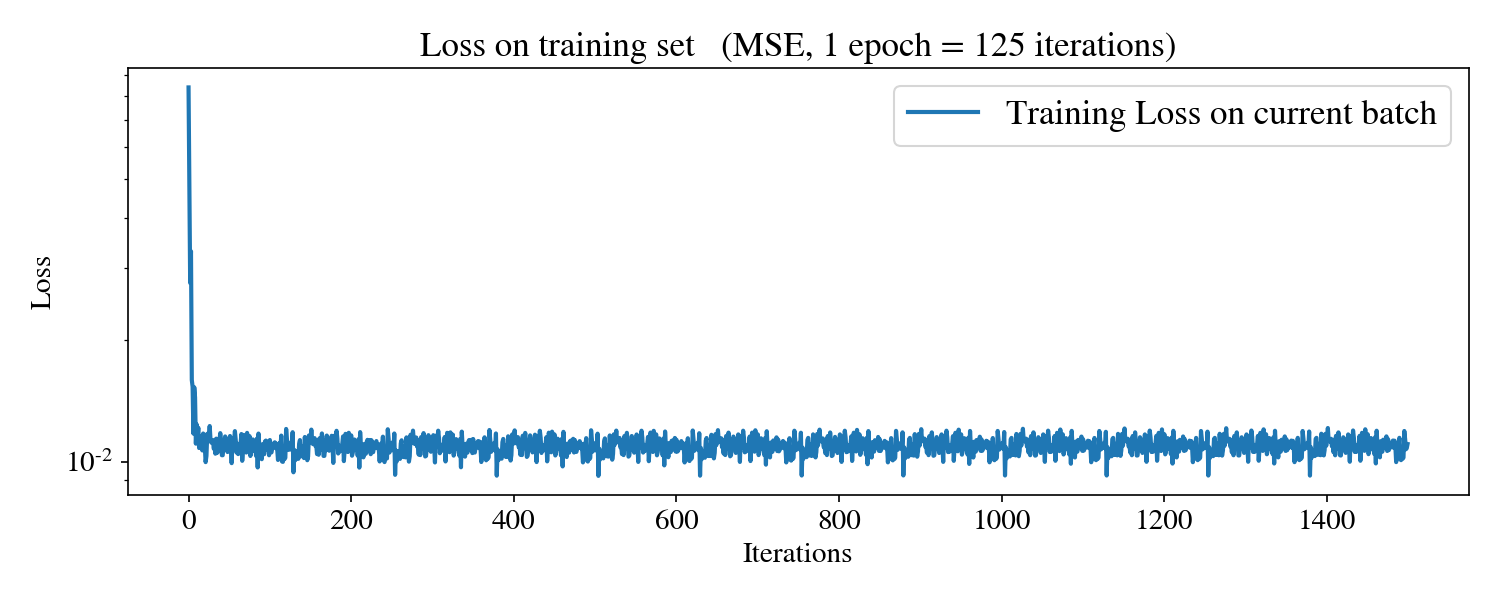 Loss on training set (MSE, 1 epoch = 125 iterations)
Training Loss on current batch
Loss
10⁻²
0 200 400 600 800 1000 1200 1400
Iterations